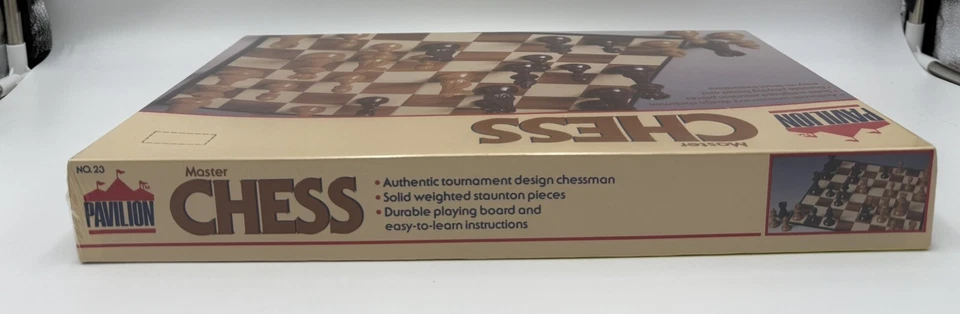 Master
CHESS
PAVILION
NO. 23
PAVILION
Master
CHESS
• Authentic tournament design chessman
• Solid weighted staunton pieces
• Durable playing board and
easy-to-learn instructions